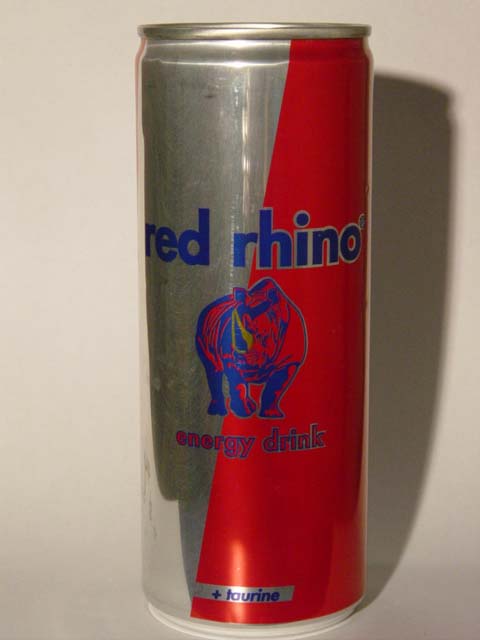 red rhino®
energy drink
+ taurine